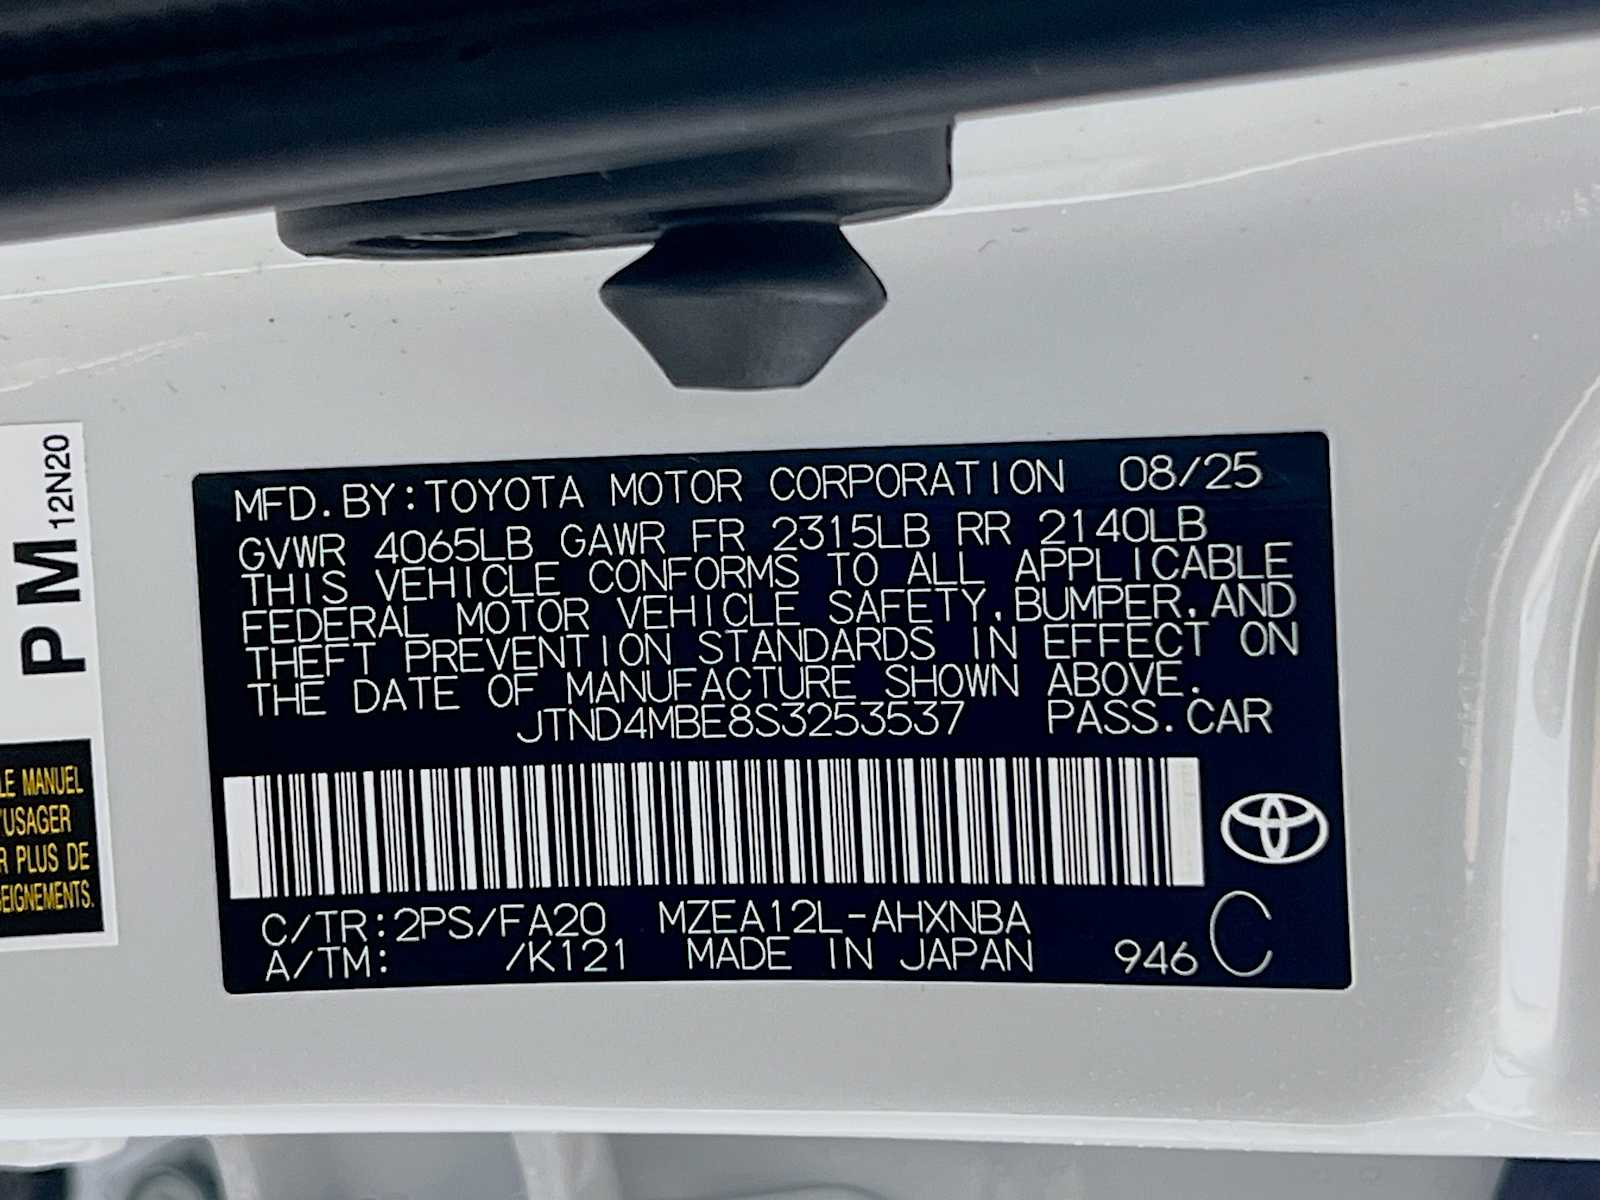 PM 12N20
LE MANUEL
'USAGER
R PLUS DE
EIGNEMENTS.
MFD.BY:TOYOTA MOTOR CORPORATION 08/25
GVWR 4065LB GAWR FR 2315LB RR 2140LB
THIS VEHICLE CONFORMS TO ALL APPLICABLE
FEDERAL MOTOR VEHICLE SAFETY,BUMPER,AND
THEFT PREVENTION STANDARDS IN EFFECT ON
THE DATE OF MANUFACTURE SHOWN ABOVE.
JTND4MBE8S3253537 PASS.CAR
C/TR:2PS/FA20 MZEA12L-AHXNBA
A/TM: /K121 MADE IN JAPAN 946 C